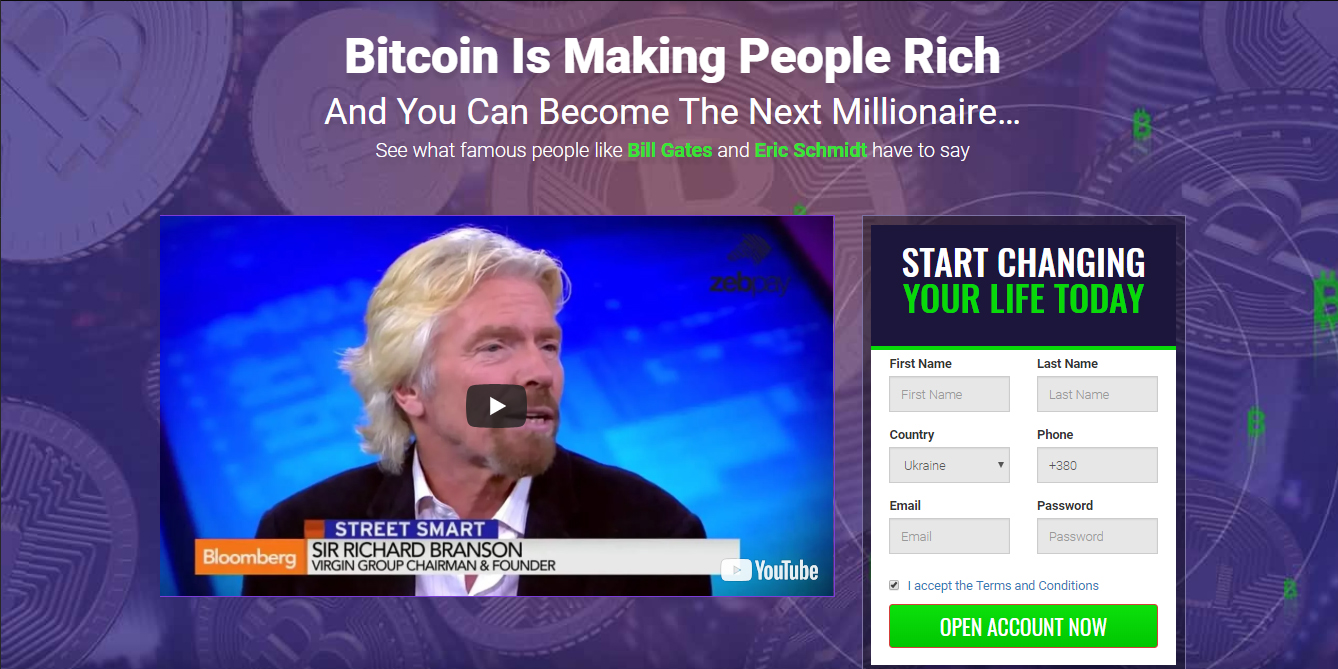 Bitcoin Is Making People Rich
And You Can Become The Next Millionaire...
See what famous people like Bill Gates and Eric Schmidt have to say
zebpay
STREET SMART
Bloomberg
SIR RICHARD BRANSON
VIRGIN GROUP CHAIRMAN & FOUNDER
YouTube
START CHANGING
YOUR LIFE TODAY
First Name Last Name
First Name Last Name
Country Phone
Ukraine +380
Email Password
Email Password
I accept the Terms and Conditions
OPEN ACCOUNT NOW